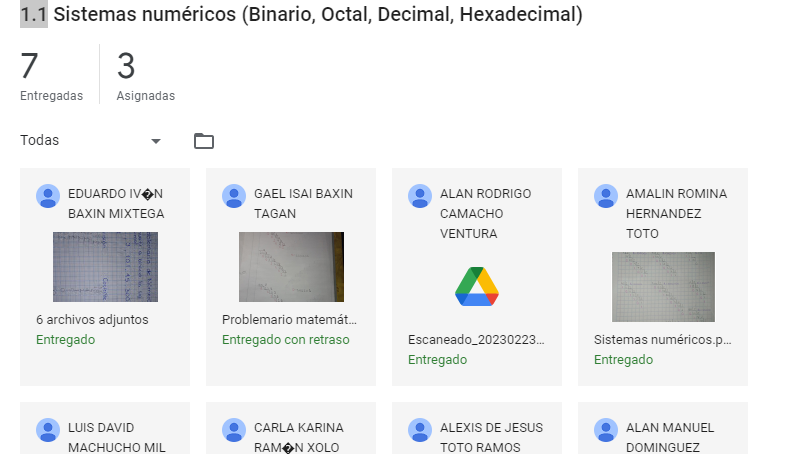 1.1 Sistemas numéricos (Binario, Octal, Decimal, Hexadecimal)
7
3
Entregadas
Asignadas
Todas
EDUARDO IV�N
BAXIN MIXTEGA
6 archivos adjuntos
Entregado
GAEL ISAI BAXIN
TAGAN
Problemario matemát...
Entregado con retraso
ALAN RODRIGO
CAMACHO
VENTURA
Escaneado_20230223...
Entregado
AMALIN ROMINA
HERNANDEZ
TOTO
Sistemas numéricos.p...
Entregado
LUIS DAVID
MACHUCHO MIL
CARLA KARINA
RAM�N XOLO
ALEXIS DE JESUS
TOTO RAMOS
ALAN MANUEL
DOMINGUEZ